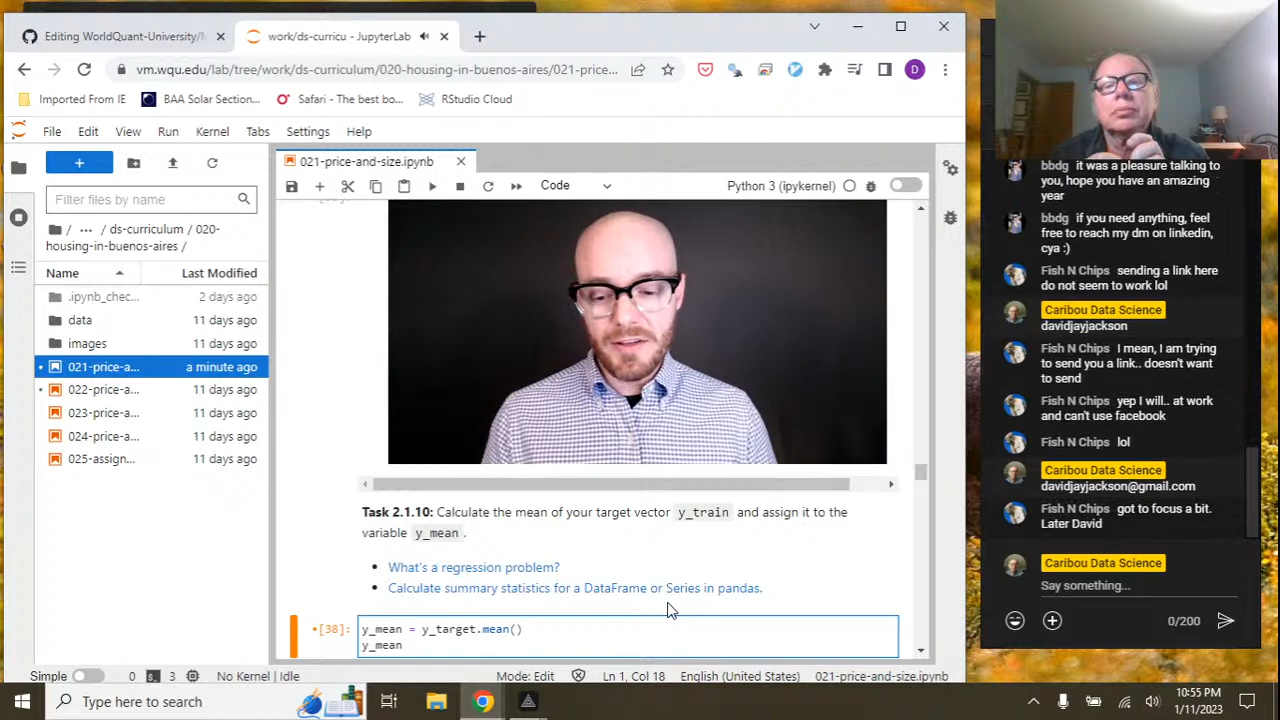 Editing WorldQuant-University/
work/ds-curricu - JupyterLab
vm.wqu.edu/lab/tree/work/ds-curriculum/020-housing-in-buenos-aires/021-price...
D
Imported From IE
BAA Solar Section...
Safari - The best bo...
RStudio Cloud
File Edit View Run Kernel Tabs Settings Help
021-price-and-size.ipynb
Code
Python 3 (ipykernel)
Filter files by name
/ ... / ds-curriculum / 020-
housing-in-buenos-aires /
Name Last Modified
.ipynb_chec... 2 days ago
data 11 days ago
images 11 days ago
021-price-a... a minute ago
022-price-a... 11 days ago
023-price-a... 11 days ago
024-price-a... 11 days ago
025-assign... 11 days ago
Task 2.1.10: Calculate the mean of your target vector y_train and assign it to the
variable y_mean .
What's a regression problem?
Calculate summary statistics for a DataFrame or Series in pandas.
[38]:
y_mean = y_target.mean()
y_mean
Simple 0 3 No Kernel | Idle Mode: Edit Ln 1, Col 18 English (United States) 021-price-and-size.ipynb
bbdg it was a pleasure talking to
you, hope you have an amazing
year
bbdg if you need anything, feel
free to reach my dm on linkedin,
cya :)
Fish N Chips sending a link here
do not seem to work lol
Caribou Data Science
davidjayjackson
Fish N Chips I mean, I am trying
to send you a link.. doesn't want
to send
Fish N Chips yep I will.. at work
and can't use facebook
Fish N Chips lol
Caribou Data Science
davidjayjackson@gmail.com
Fish N Chips got to focus a bit.
Later David
Caribou Data Science
Say something...
0/200
Type here to search
10:55 PM
1/11/2023